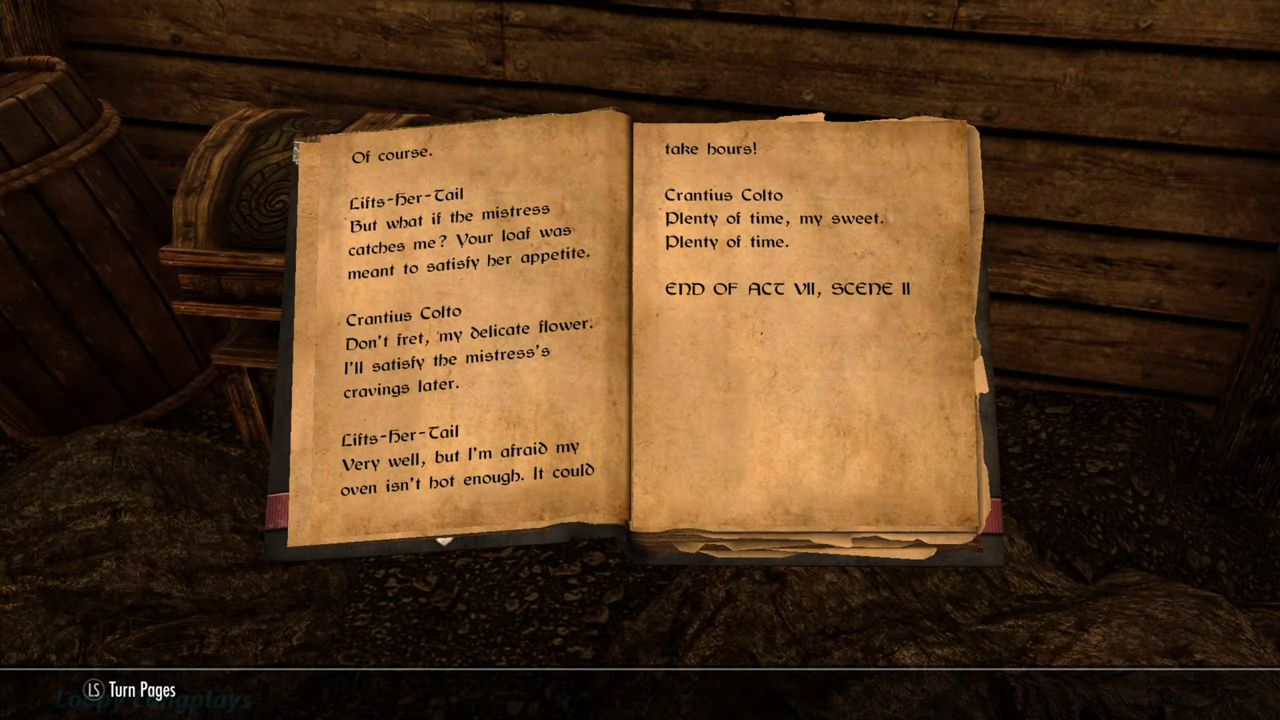 Of course.
Lifts-Her-Tail
But what if the mistress
catches me? Your loaf was
meant to satisfy her appetite.
Crantius Colto
Don't fret, my delicate flower.
I'll satisfy the mistress's
cravings later.
Lifts-Her-Tail
Very well, but I'm afraid my
oven isn't hot enough. It could
take hours!
Crantius Colto
Plenty of time, my sweet.
Plenty of time.
END OF ACT VII, SCENE II
LS Turn Pages
Loopy Longplays